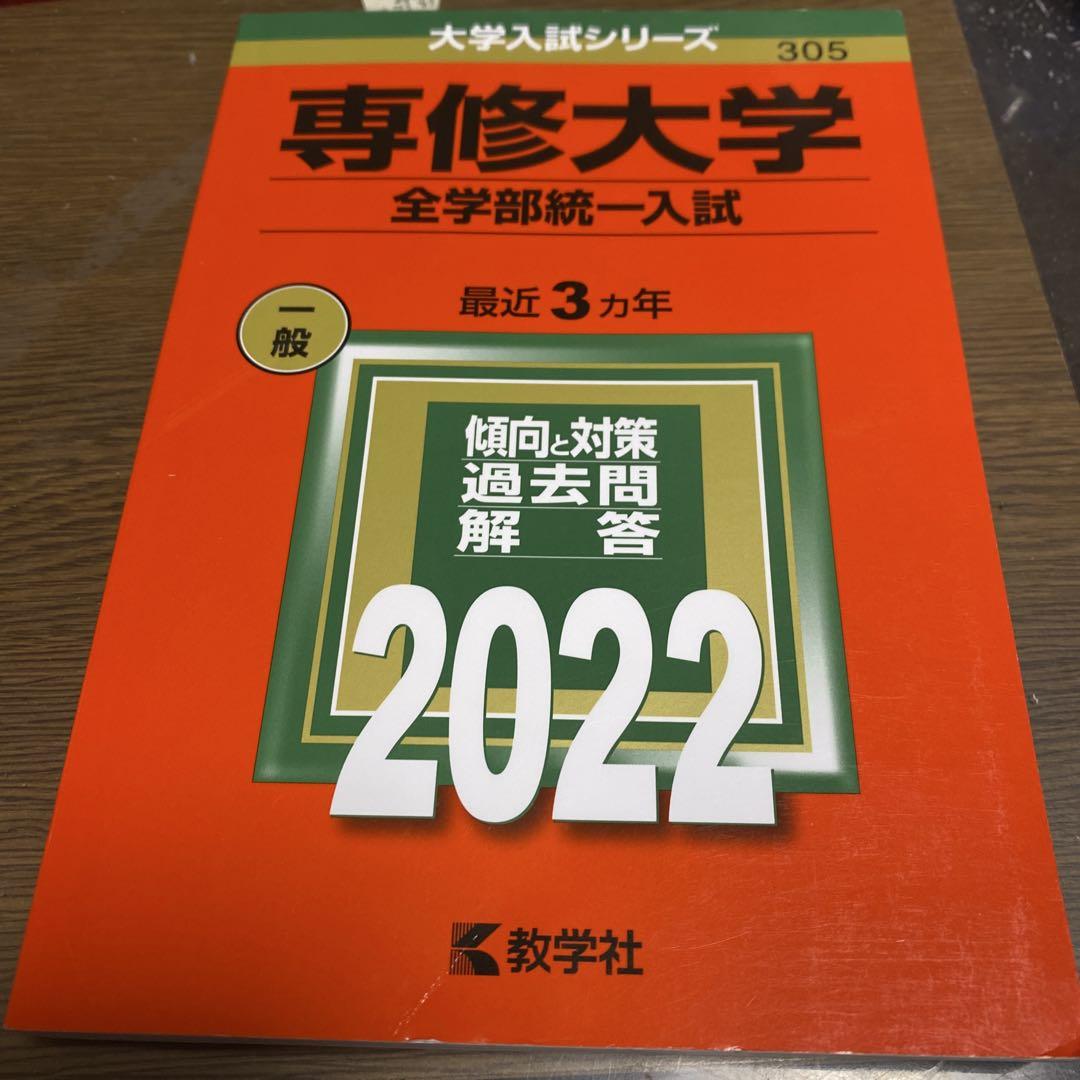 大学入試シリーズ
305
専修大学
全学部統一入試
最近3カ年
一般
傾向と対策
過去問
解答
2022
教学社